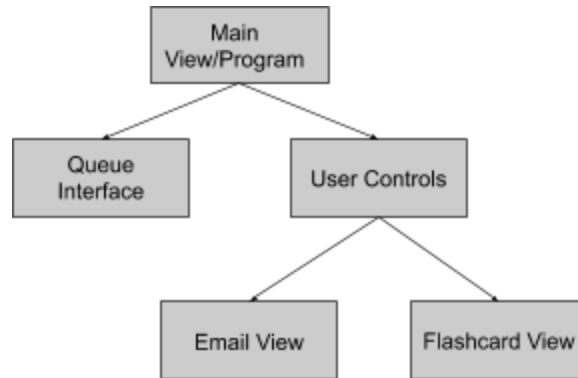 Main
View/Program
Queue
Interface
User Controls
Email View
Flashcard View